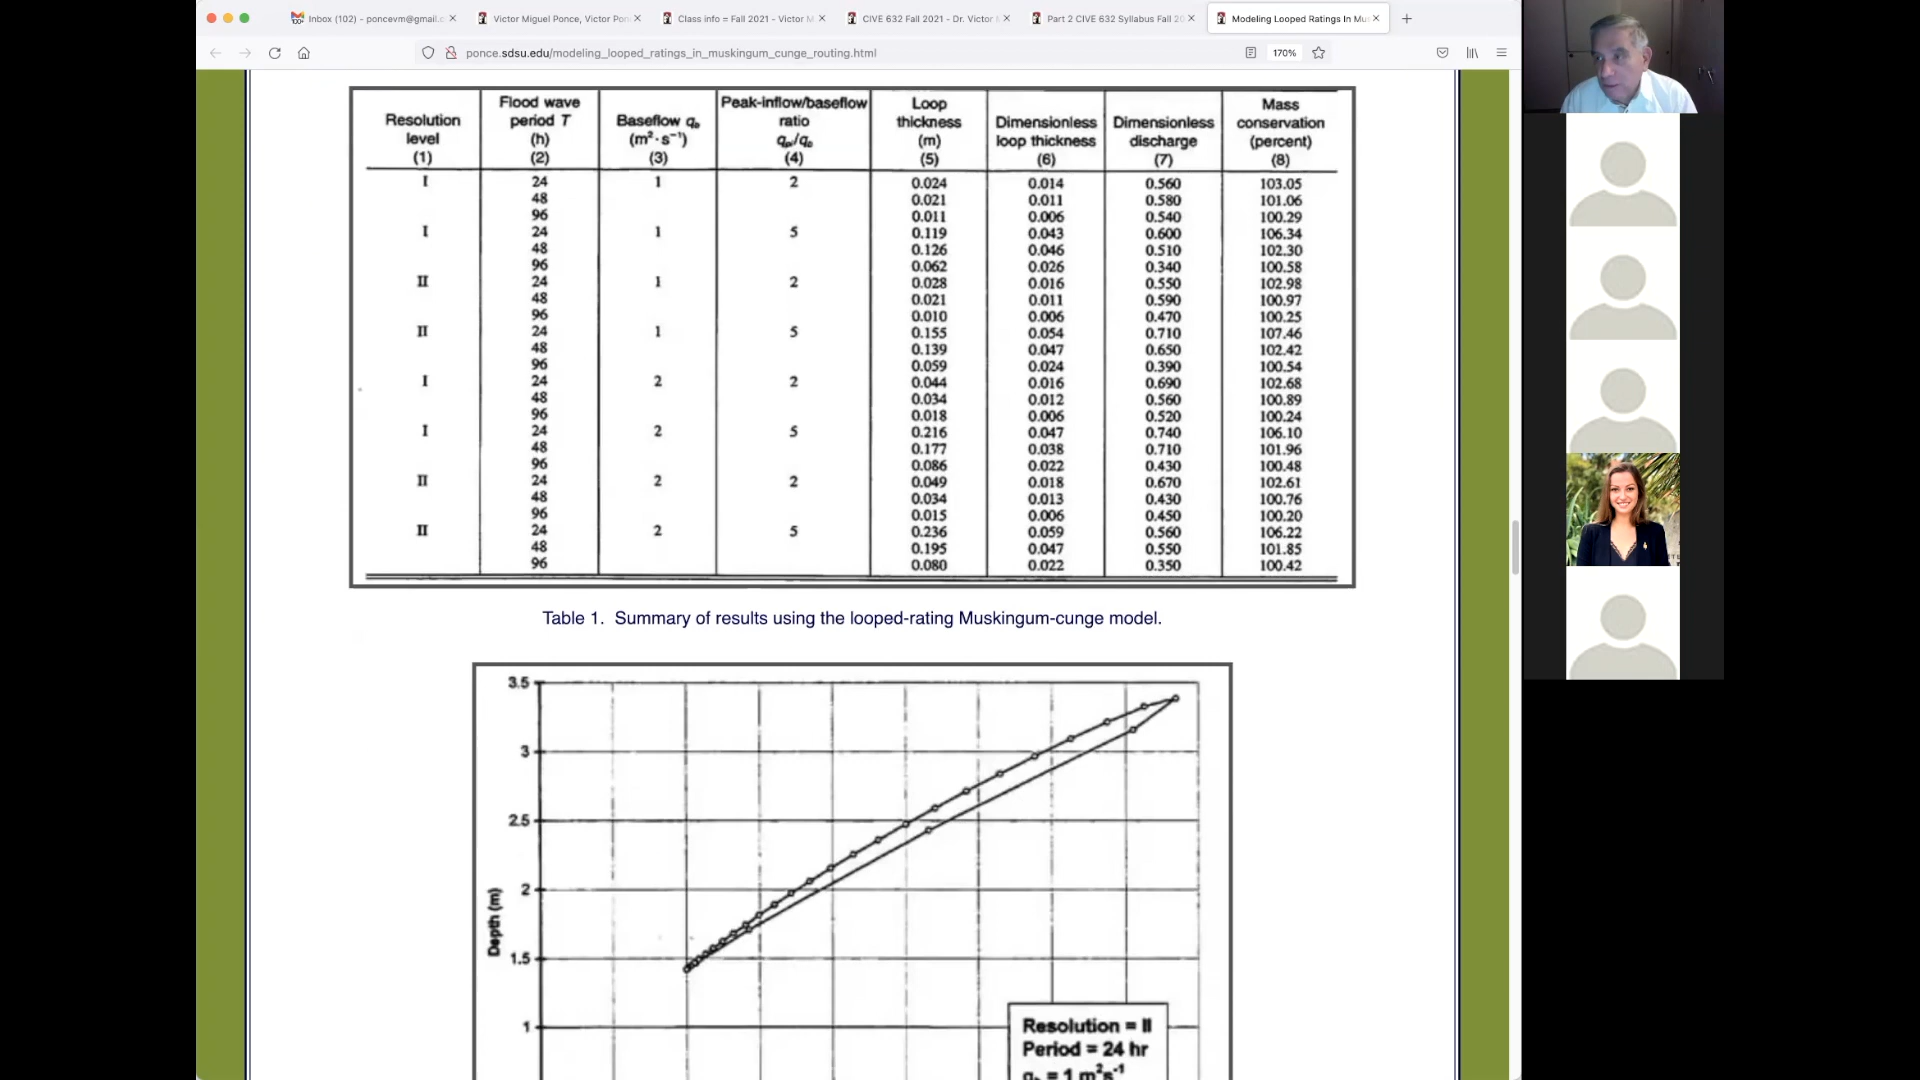 Inbox (102) - poncevm@gmail.c
Victor Miguel Ponce, Victor Pon
Class info = Fall 2021 - Victor M
CIVE 632 Fall 2021 - Dr. Victor
Part 2 CIVE 632 Syllabus Fall 20
Modeling Looped Ratings In Mus
ponce.sdsu.edu/modeling_looped_ratings_in_muskingum_cunge_routing.html
170%
Resolution level (1)
Flood wave period T (h) (2)
Baseflow qb (m²·s⁻¹) (3)
Peak-inflow/baseflow ratio qpi/qb (4)
Loop thickness (m) (5)
Dimensionless loop thickness (6)
Dimensionless discharge (7)
Mass conservation (percent) (8)
I 24 1 2 0.024 0.014 0.560 103.05
48 0.021 0.011 0.580 101.06
96 0.011 0.006 0.540 100.29
I 24 1 5 0.119 0.043 0.600 106.34
48 0.126 0.046 0.510 102.30
96 0.062 0.026 0.340 100.58
II 24 1 2 0.028 0.016 0.550 102.98
48 0.021 0.011 0.590 100.97
96 0.010 0.006 0.470 100.25
II 24 1 5 0.155 0.054 0.710 107.46
48 0.139 0.047 0.650 102.42
96 0.059 0.024 0.390 100.54
I 24 2 2 0.044 0.016 0.690 102.68
48 0.034 0.012 0.560 100.89
96 0.018 0.006 0.520 100.24
I 24 2 5 0.216 0.047 0.740 106.10
48 0.177 0.038 0.710 101.96
96 0.086 0.022 0.430 100.48
II 24 2 2 0.049 0.018 0.670 102.61
48 0.034 0.013 0.430 100.76
96 0.015 0.006 0.450 100.20
II 24 2 5 0.236 0.059 0.560 106.22
48 0.195 0.047 0.550 101.85
96 0.080 0.022 0.350 100.42
Table 1. Summary of results using the looped-rating Muskingum-cunge model.
3.5
3
2.5
2
1.5
1
Depth (m)
Resolution = II
Period = 24 hr
qb = 1 m²s⁻¹